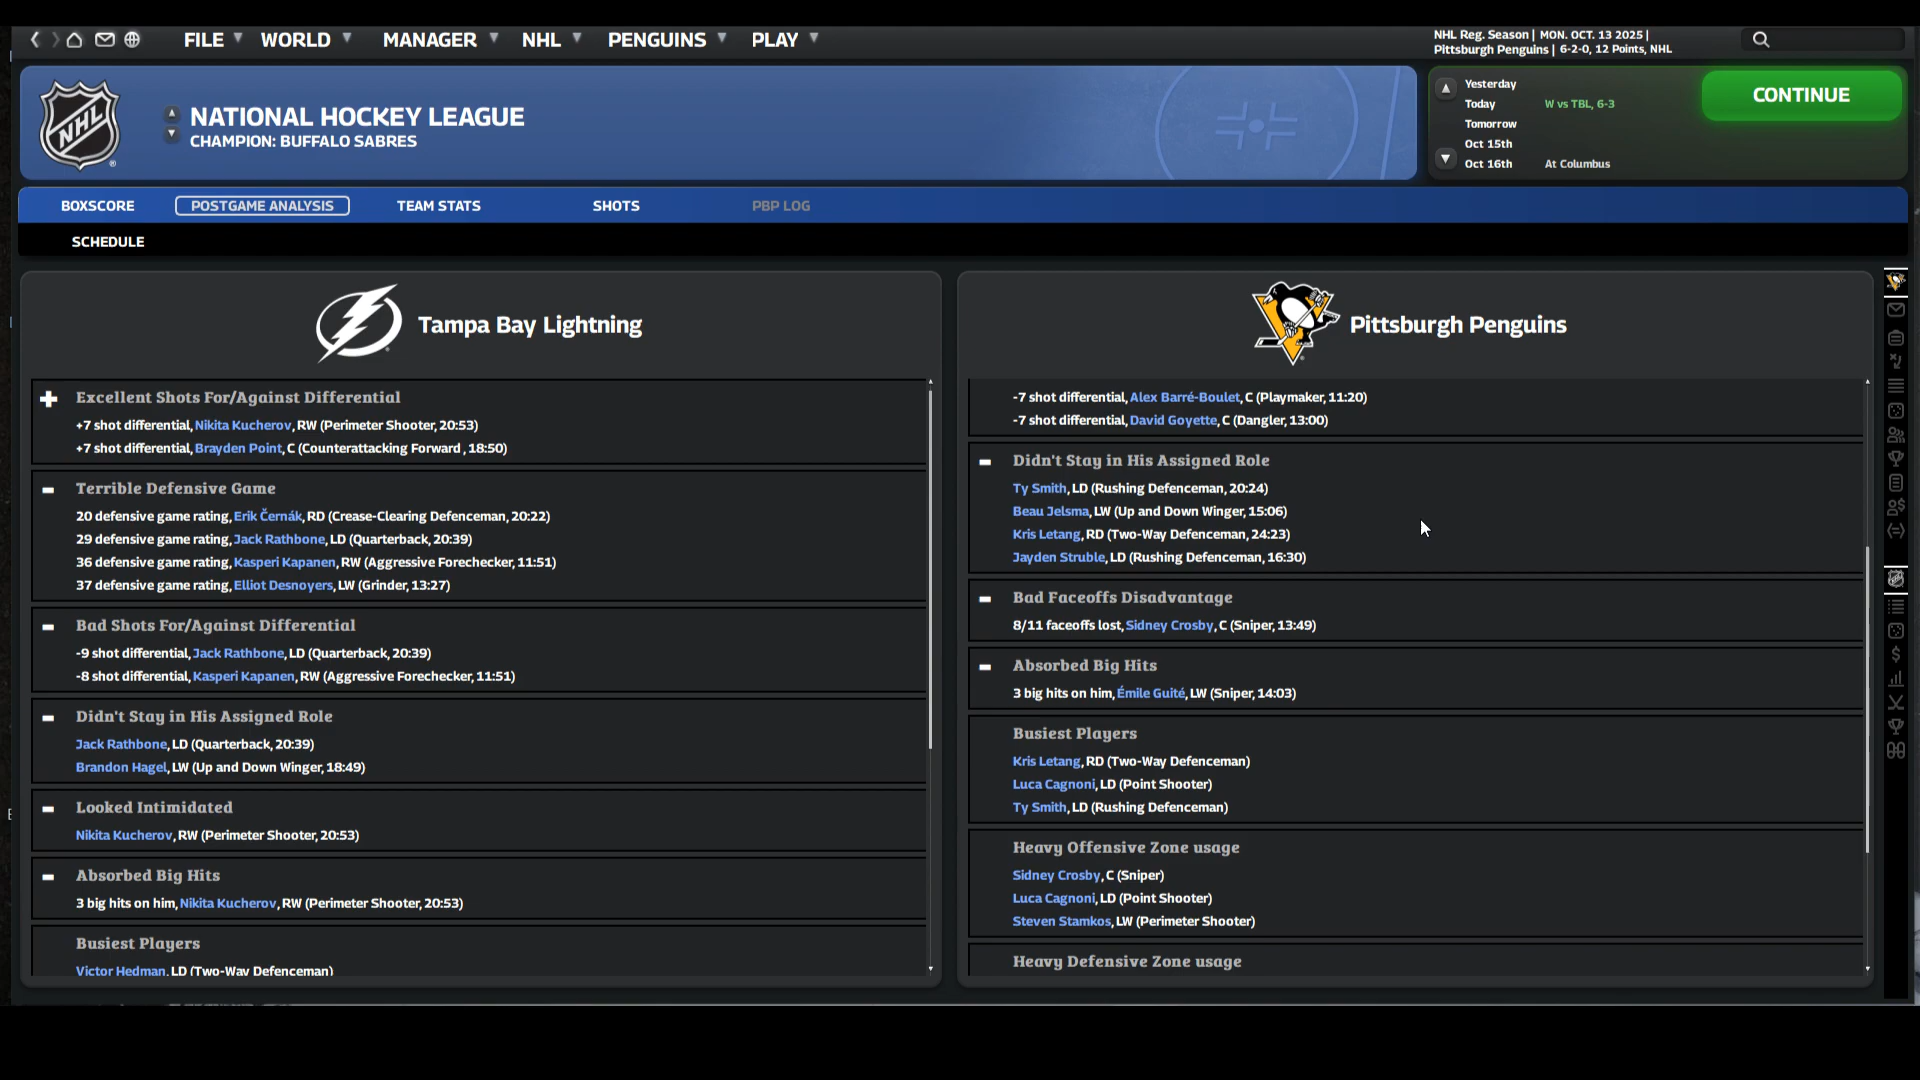 FILE WORLD MANAGER NHL PENGUINS PLAY
NHL Reg. Season | MON. OCT. 13 2025 |
Pittsburgh Penguins | 6-2-0, 12 Points, NHL
NHL
NATIONAL HOCKEY LEAGUE
CHAMPION: BUFFALO SABRES
Yesterday
Today W vs TBL, 6-3
Tomorrow
Oct 15th
Oct 16th At Columbus
CONTINUE
BOXSCORE POSTGAME ANALYSIS TEAM STATS SHOTS PBP LOG
SCHEDULE
Tampa Bay Lightning
Excellent Shots For/Against Differential
+7 shot differential, Nikita Kucherov, RW (Perimeter Shooter, 20:53)
+7 shot differential, Brayden Point, C (Counterattacking Forward , 18:50)
Terrible Defensive Game
20 defensive game rating, Erik Černák, RD (Crease-Clearing Defenceman, 20:22)
29 defensive game rating, Jack Rathbone, LD (Quarterback, 20:39)
36 defensive game rating, Kasperi Kapanen, RW (Aggressive Forechecker, 11:51)
37 defensive game rating, Elliot Desnoyers, LW (Grinder, 13:27)
Bad Shots For/Against Differential
-9 shot differential, Jack Rathbone, LD (Quarterback, 20:39)
-8 shot differential, Kasperi Kapanen, RW (Aggressive Forechecker, 11:51)
Didn't Stay in His Assigned Role
Jack Rathbone, LD (Quarterback, 20:39)
Brandon Hagel, LW (Up and Down Winger, 18:49)
Looked Intimidated
Nikita Kucherov, RW (Perimeter Shooter, 20:53)
Absorbed Big Hits
3 big hits on him, Nikita Kucherov, RW (Perimeter Shooter, 20:53)
Busiest Players
Victor Hedman, LD (Two-Way Defenceman)
Pittsburgh Penguins
-7 shot differential, Alex Barré-Boulet, C (Playmaker, 11:20)
-7 shot differential, David Goyette, C (Dangler, 13:00)
Didn't Stay in His Assigned Role
Ty Smith, LD (Rushing Defenceman, 20:24)
Beau Jelsma, LW (Up and Down Winger, 15:06)
Kris Letang, RD (Two-Way Defenceman, 24:23)
Jayden Struble, LD (Rushing Defenceman, 16:30)
Bad Faceoffs Disadvantage
8/11 faceoffs lost, Sidney Crosby, C (Sniper, 13:49)
Absorbed Big Hits
3 big hits on him, Émile Guité, LW (Sniper, 14:03)
Busiest Players
Kris Letang, RD (Two-Way Defenceman)
Luca Cagnoni, LD (Point Shooter)
Ty Smith, LD (Rushing Defenceman)
Heavy Offensive Zone usage
Sidney Crosby, C (Sniper)
Luca Cagnoni, LD (Point Shooter)
Steven Stamkos, LW (Perimeter Shooter)
Heavy Defensive Zone usage